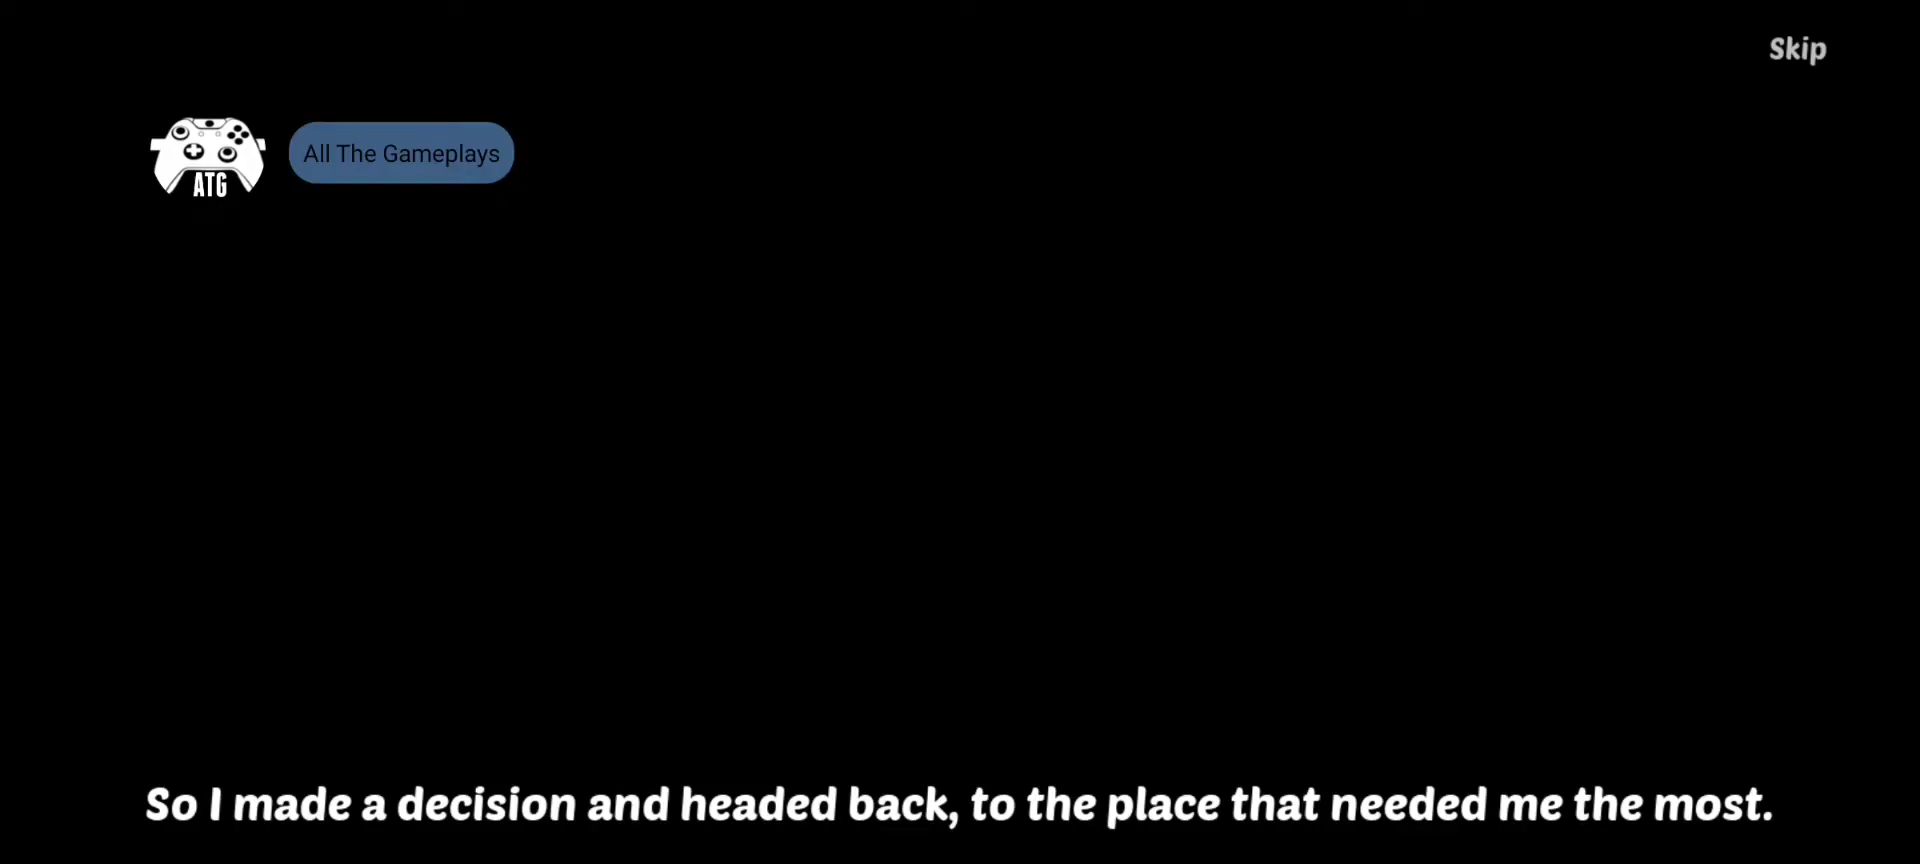 Skip
All The Gameplays
ATG
So I made a decision and headed back, to the place that needed me the most.